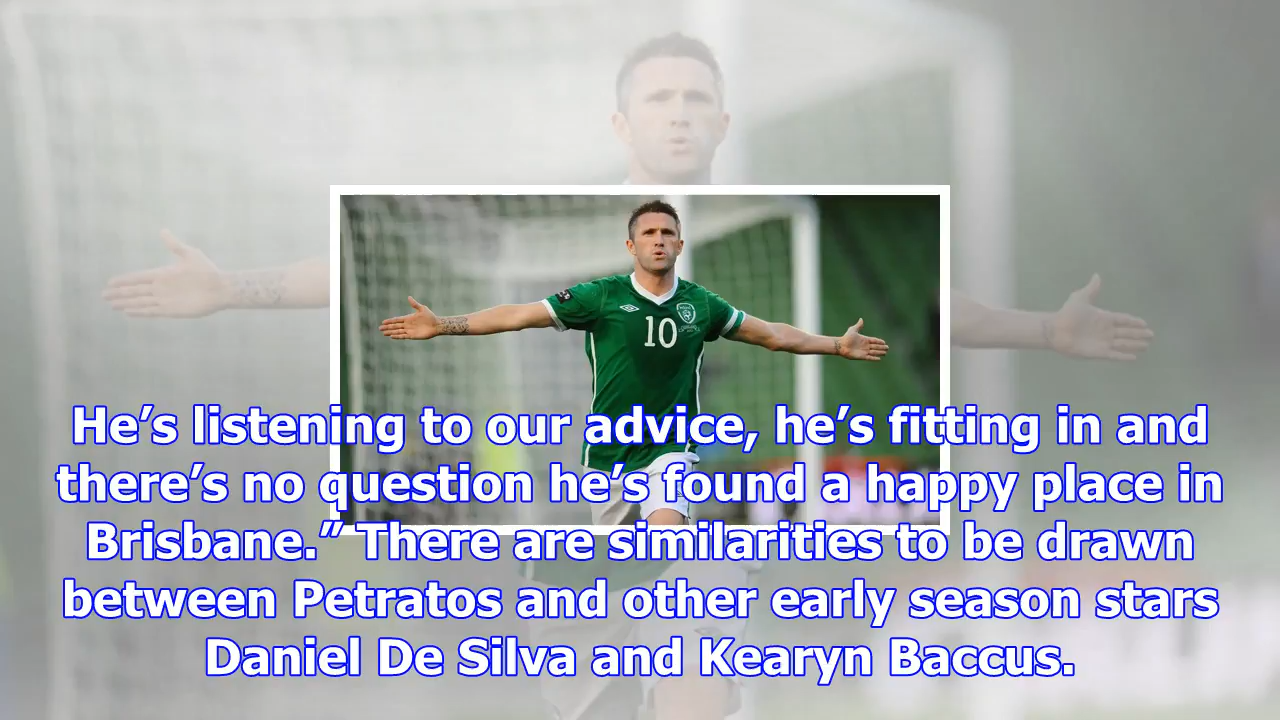 10
He’s listening to our advice, he’s fitting in and
there’s no question he’s found a happy place in
Brisbane.” There are similarities to be drawn
between Petratos and other early season stars
Daniel De Silva and Kearyn Baccus.